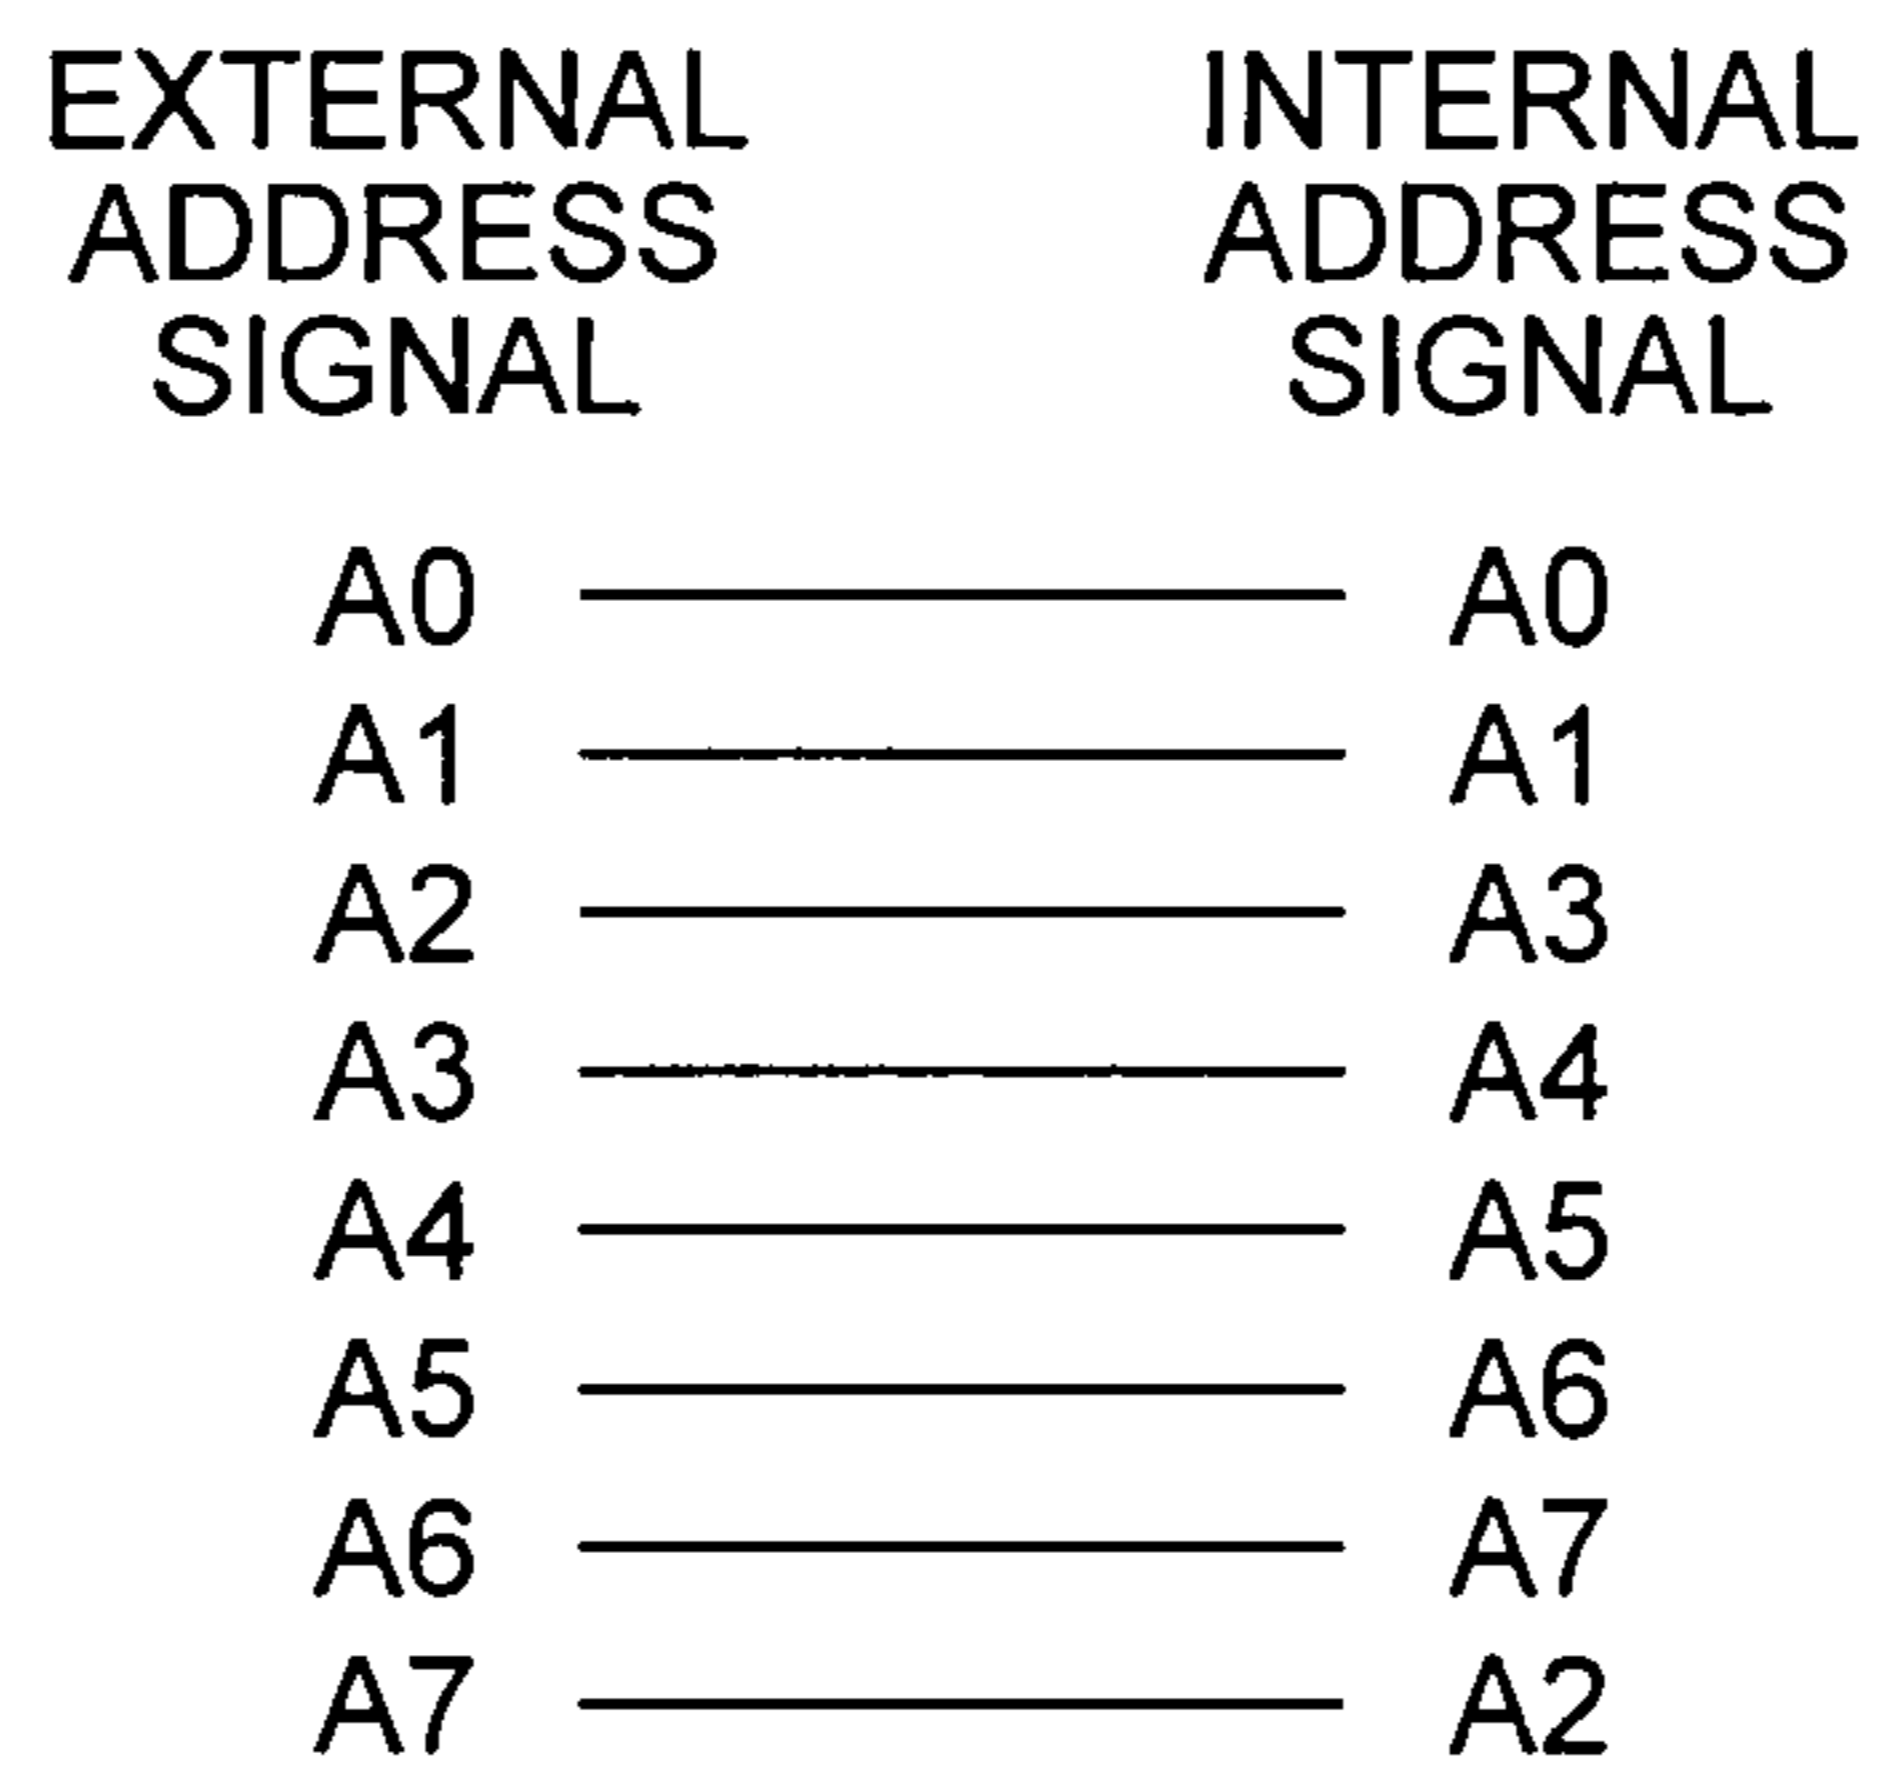 EXTERNAL INTERNAL
ADDRESS ADDRESS
SIGNAL SIGNAL
A0 A0
A1 A1
A2 A3
A3 A4
A4 A5
A5 A6
A6 A7
A7 A2